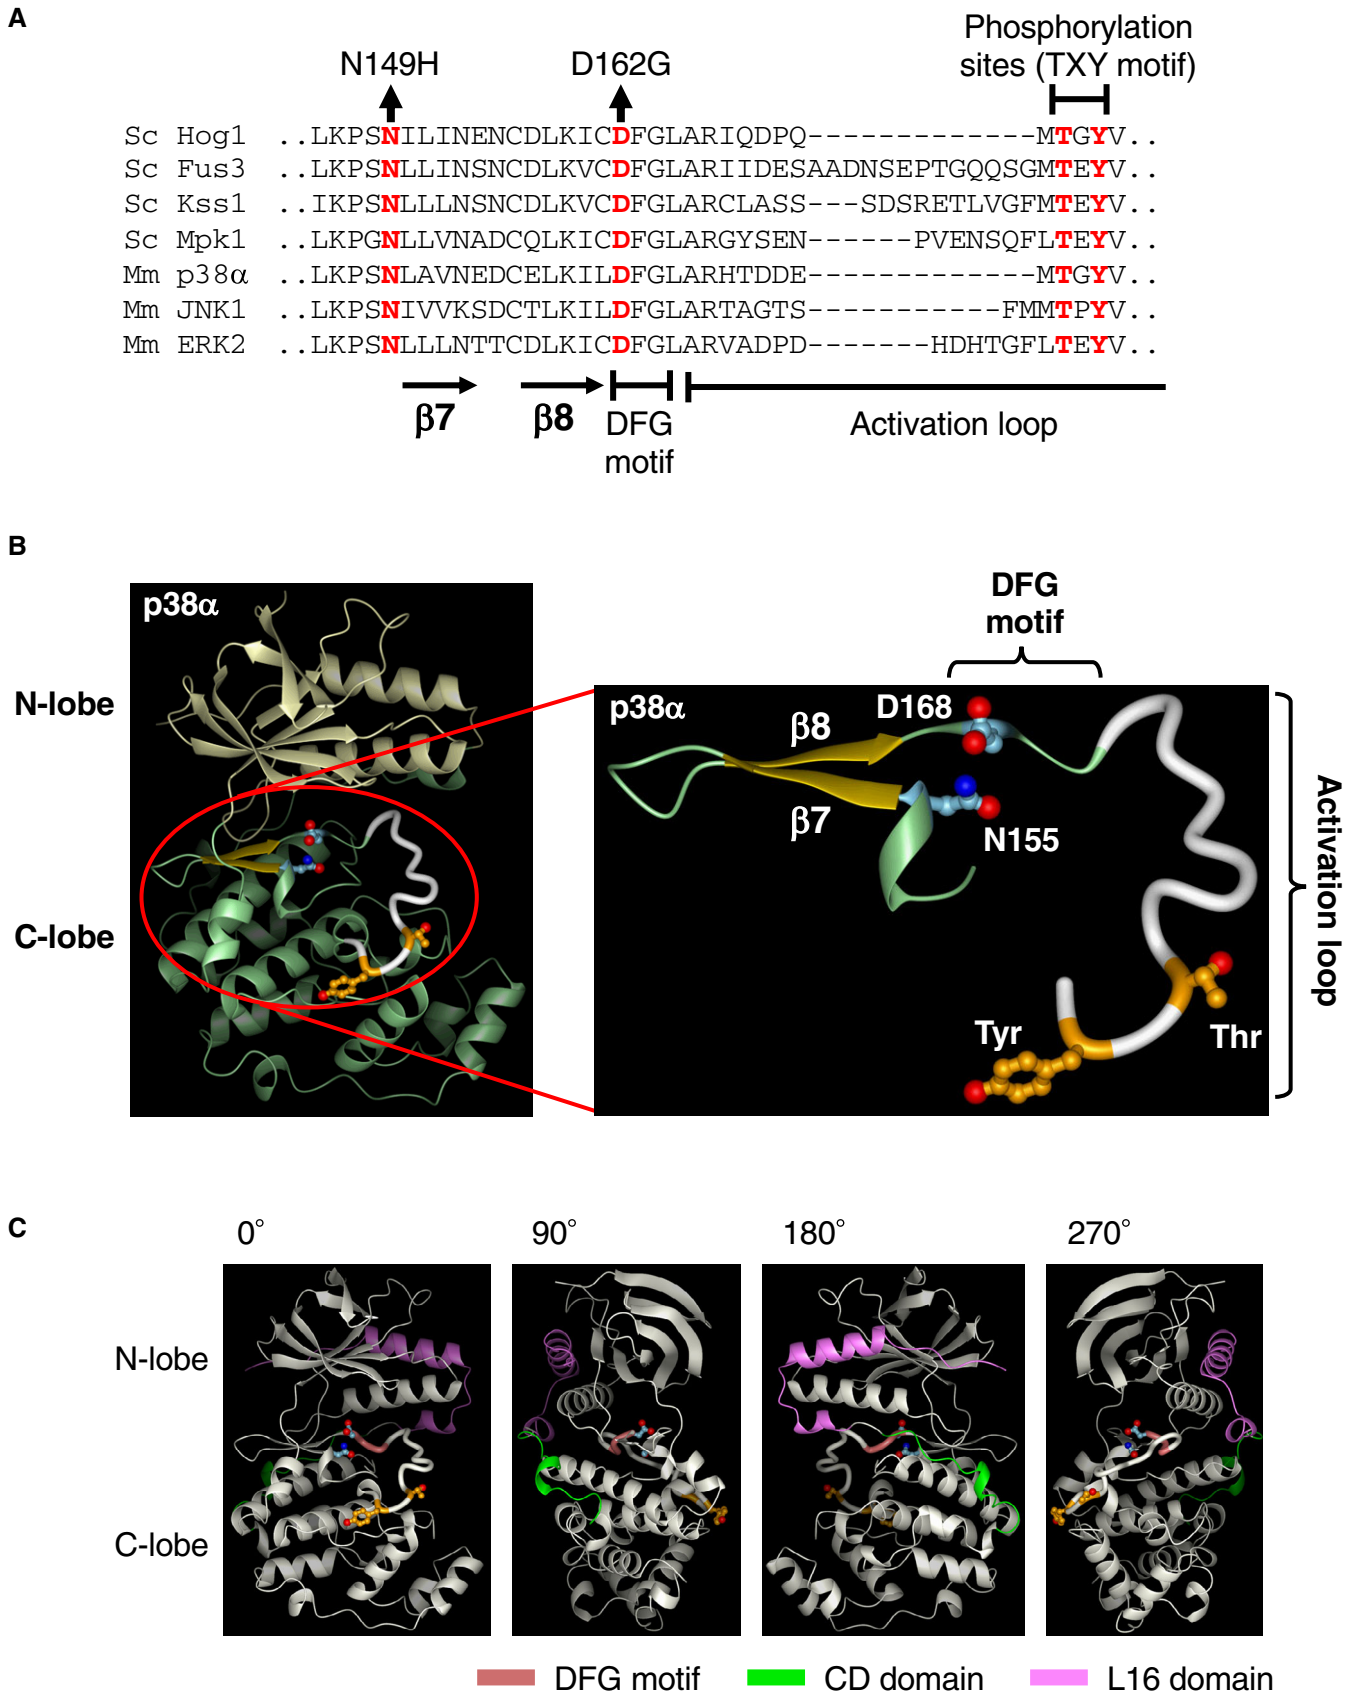 A
Phosphorylation
sites (TXY motif)
N149H
D162G
Sc Hog1 ..LKPSNILINENCDLKICDFGLARIQDPQ-------------MTGYV..
Sc Fus3 ..LKPSNLLINSNCDLKVCDFGLARIIDESAADNSEPTGQQSGMTEYV..
Sc Kss1 ..IKPSNLLLNSNCDLKVCDFGLARCLASS---SDSRETLVGFMTEYV..
Sc Mpk1 ..LKPGNLLVNADCQLKICDFGLARGYSEN------PVENSQFLTEYV..
Mm p38α ..LKPSNLAVNEDCELKILDFGLARHTDDE-------------MTGYV..
Mm JNK1 ..LKPSNIVVKSDCTLKILDFGLARTAGTS-----------FMMTPYV..
Mm ERK2 ..LKPSNLLLNTTCDLKICDFGLARVADPD-------HDHTGFLTEYV..
β7
β8
DFG
motif
Activation loop
B
p38α
N-lobe
C-lobe
DFG
motif
p38α
D168
β8
β7
N155
Tyr
Thr
Activation loop
C
0°
90°
180°
270°
N-lobe
C-lobe
DFG motif
CD domain
L16 domain